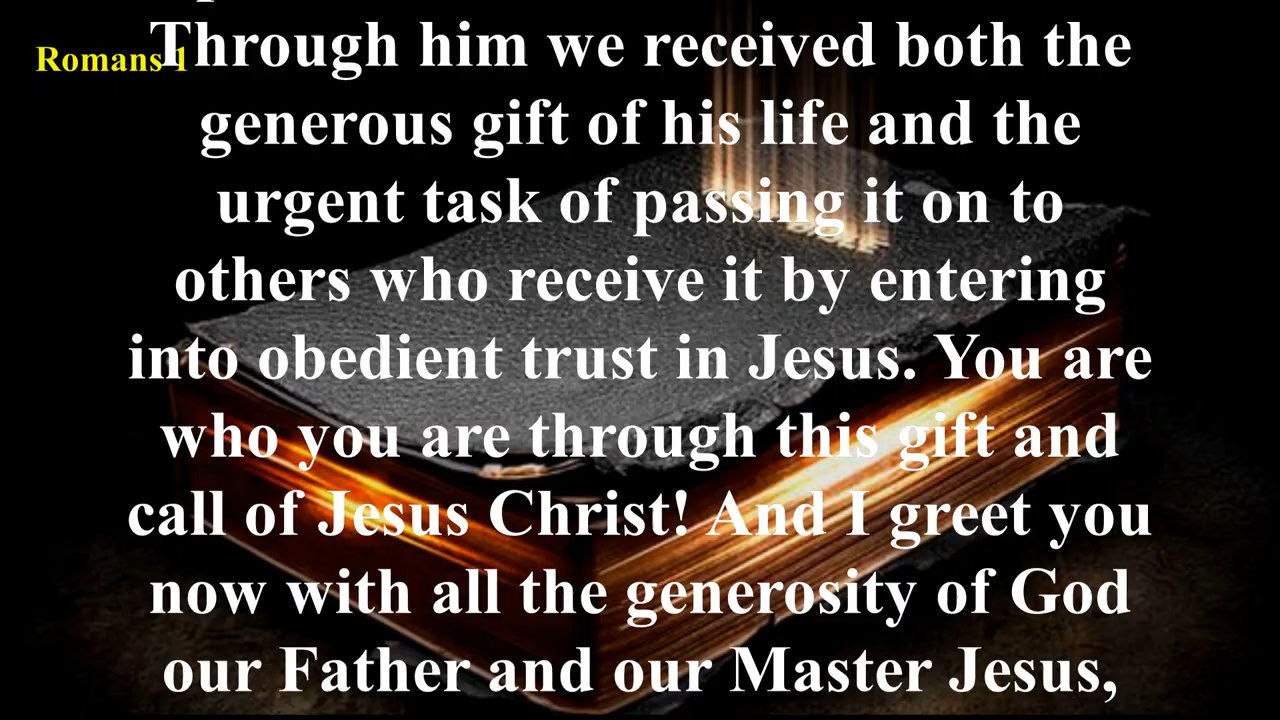 Romans 1
Through him we received both the
generous gift of his life and the
urgent task of passing it on to
others who receive it by entering
into obedient trust in Jesus. You are
who you are through this gift and
call of Jesus Christ! And I greet you
now with all the generosity of God
our Father and our Master Jesus,